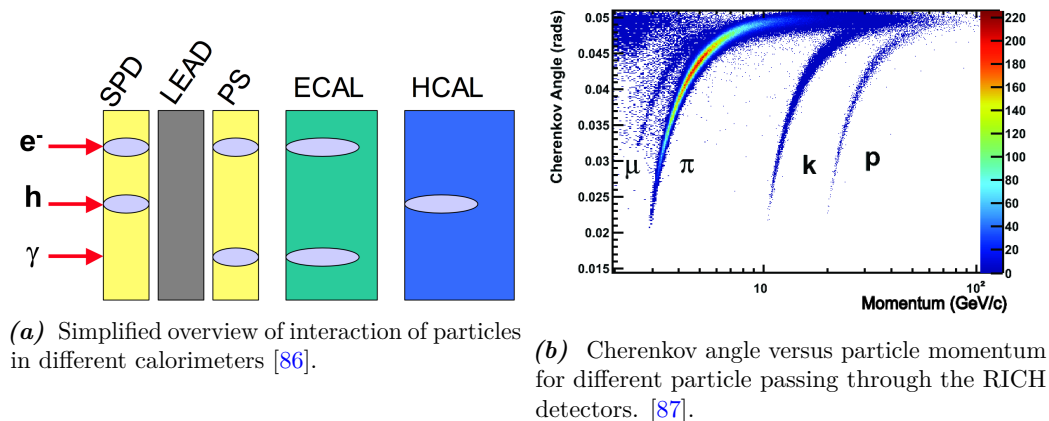 SPD LEAD PS ECAL HCAL
e-
h
γ
(a) Simplified overview of interaction of particles
in different calorimeters [86].
Cherenkov Angle (rads)
0.05
0.045
0.04
0.035
0.03
0.025
0.02
0.015
μ π k p
10 10²
Momentum (GeV/c)
220
200
180
160
140
120
100
80
60
40
20
0
(b) Cherenkov angle versus particle momentum
for different particle passing through the RICH
detectors. [87].